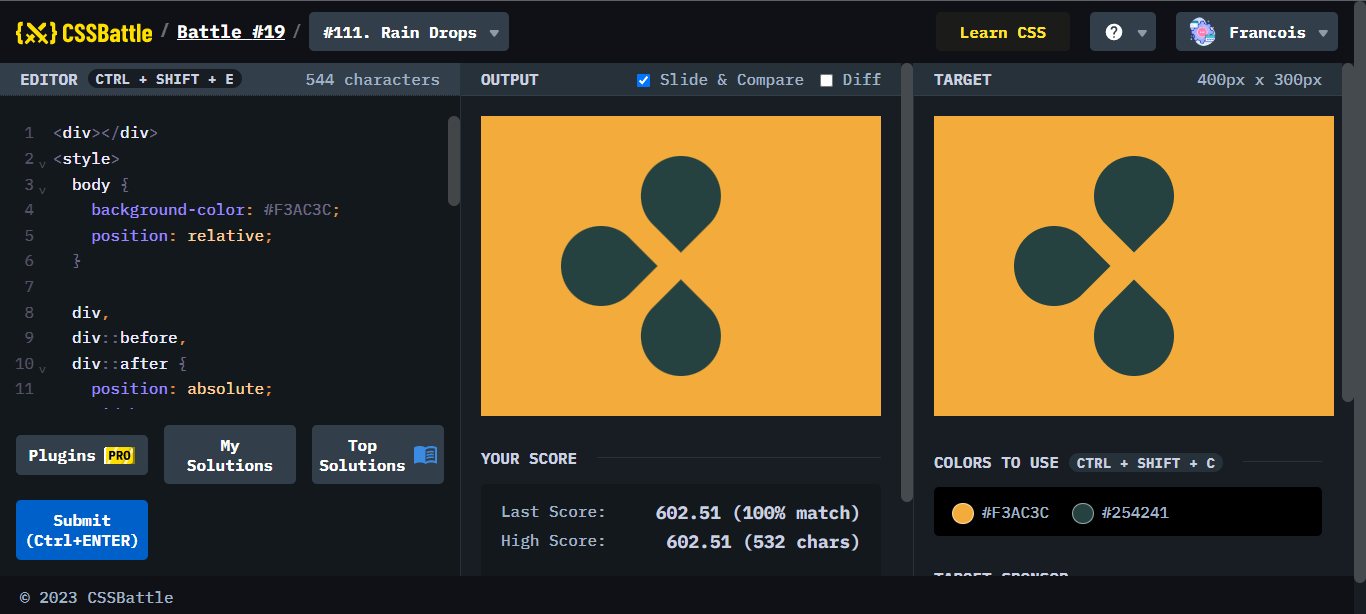 CSSBattle / Battle #19 / #111. Rain Drops
Learn CSS
? Francois
EDITOR CTRL + SHIFT + E 544 characters
1 <div></div>
2 <style>
3 body {
4 background-color: #F3AC3C;
5 position: relative;
6 }
7
8 div,
9 div::before,
10 div::after {
11 position: absolute;
Plugins PRO
My
Solutions
Top
Solutions
Submit
(Ctrl+ENTER)
OUTPUT Slide & Compare Diff
YOUR SCORE
Last Score: 602.51 (100% match)
High Score: 602.51 (532 chars)
TARGET 400px x 300px
COLORS TO USE CTRL + SHIFT + C
#F3AC3C #254241
TARGET SPONSOR
© 2023 CSSBattle